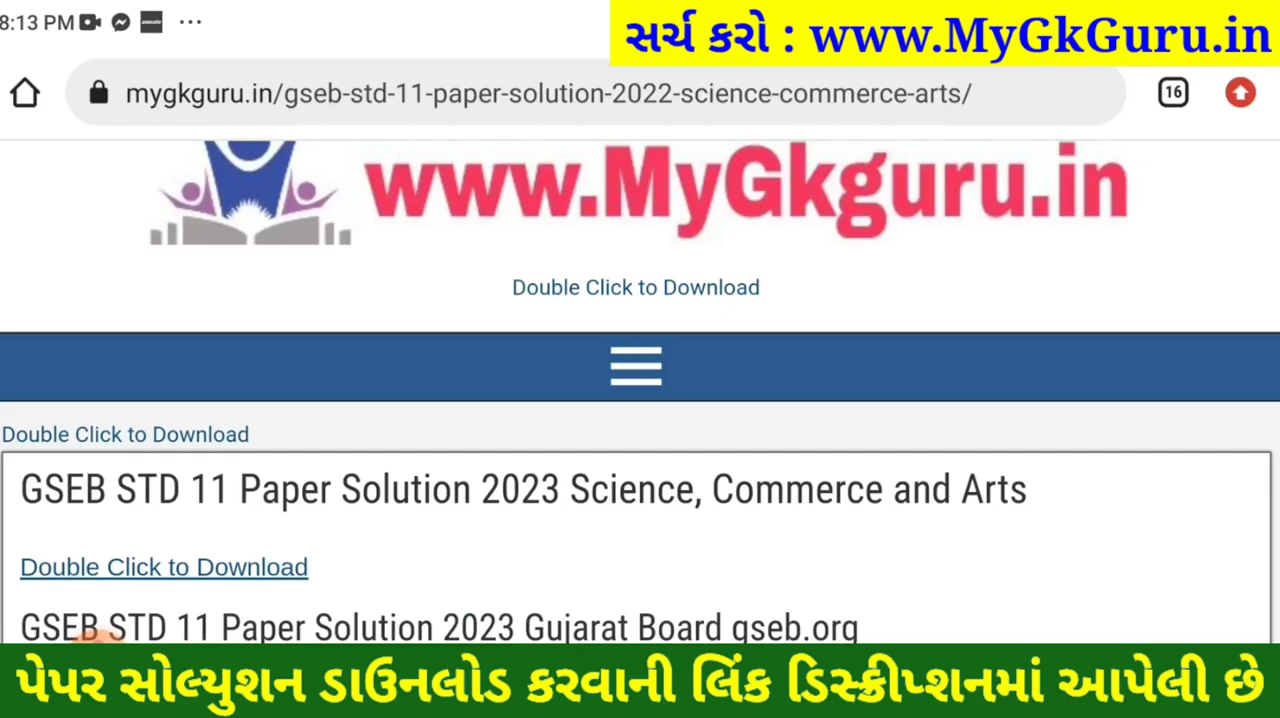 8:13 PM
સર્ચ કરો : www.MyGkGuru.in
mygkguru.in/gseb-std-11-paper-solution-2022-science-commerce-arts/
16
www.MyGkguru.in
Double Click to Download
Double Click to Download
GSEB STD 11 Paper Solution 2023 Science, Commerce and Arts
Double Click to Download
GSEB STD 11 Paper Solution 2023 Gujarat Board gseb.org
પેપર સોલ્યુશન ડાઉનલોડ કરવાની લિંક ડિસ્ક્રીપ્શનમાં આપેલી છે